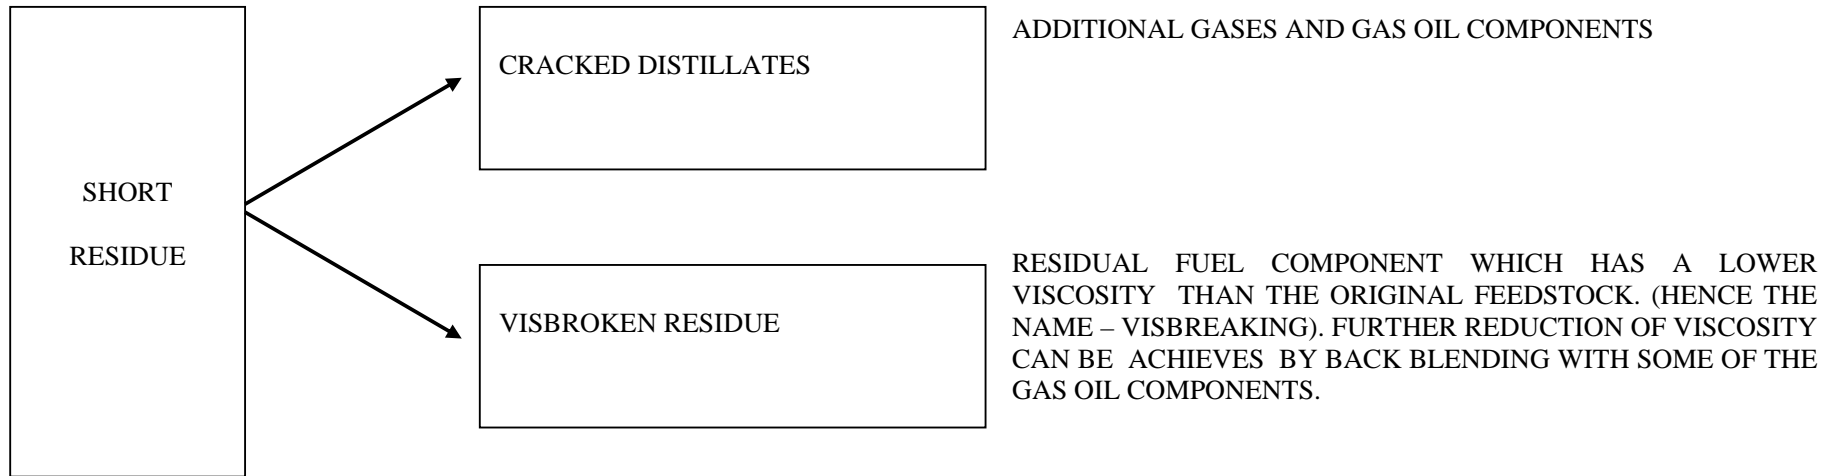 SHORT
RESIDUE
CRACKED DISTILLATES
ADDITIONAL GASES AND GAS OIL COMPONENTS
VISBROKEN RESIDUE
RESIDUAL FUEL COMPONENT WHICH HAS A LOWER
VISCOSITY THAN THE ORIGINAL FEEDSTOCK. (HENCE THE
NAME – VISBREAKING). FURTHER REDUCTION OF VISCOSITY
CAN BE ACHIEVES BY BACK BLENDING WITH SOME OF THE
GAS OIL COMPONENTS.